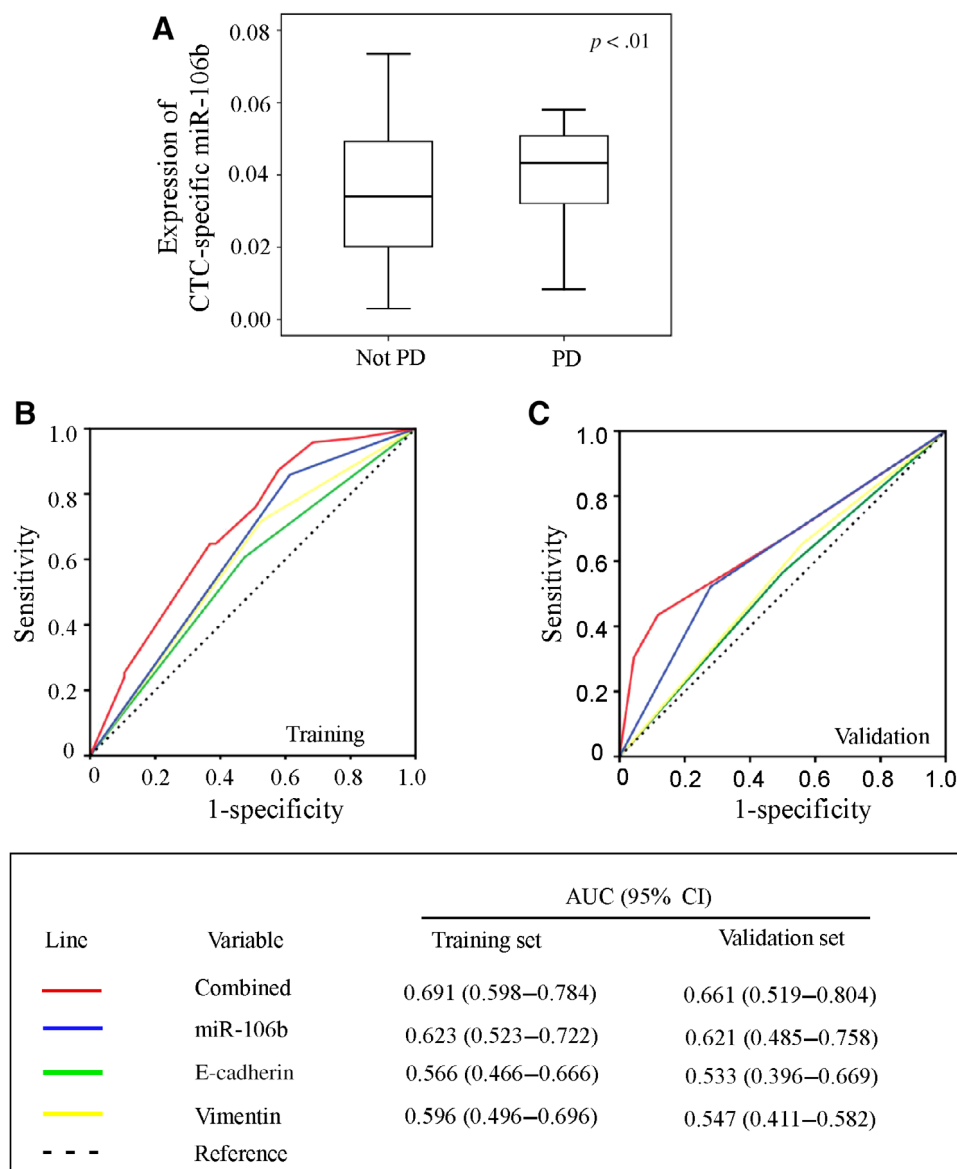 A
p < .01
Expression of
CTC-specific miR-106b
0.08
0.06
0.04
0.02
0.00
Not PD
PD
B
1.0
0.8
0.6
0.4
0.2
0
Sensitivity
Training
0
0.2
0.4
0.6
0.8
1.0
1-specificity
C
1.0
0.8
0.6
0.4
0.2
0
Sensitivity
Validation
0
0.2
0.4
0.6
0.8
1.0
1-specificity
AUC (95% CI)
Line Variable Training set Validation set
Combined 0.691 (0.598–0.784) 0.661 (0.519–0.804)
miR-106b 0.623 (0.523–0.722) 0.621 (0.485–0.758)
E-cadherin 0.566 (0.466–0.666) 0.533 (0.396–0.669)
Vimentin 0.596 (0.496–0.696) 0.547 (0.411–0.582)
Reference